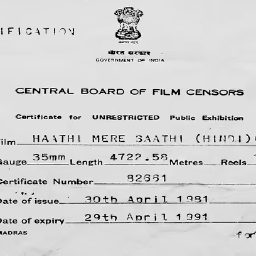 IFICATION
भारत सरकार
GOVERNMENT OF INDIA
CENTRAL BOARD OF FILM CENSORS
Certificate for UNRESTRICTED Public Exhibition
Film HAATHI MERE SAATHI (HINDI)(
Gauge 35mm Length 4722.58 Metres Reels
Certificate Number 82661
Date of issue 30th April 1981
Date of expiry 29th April 1991
MADRAS for